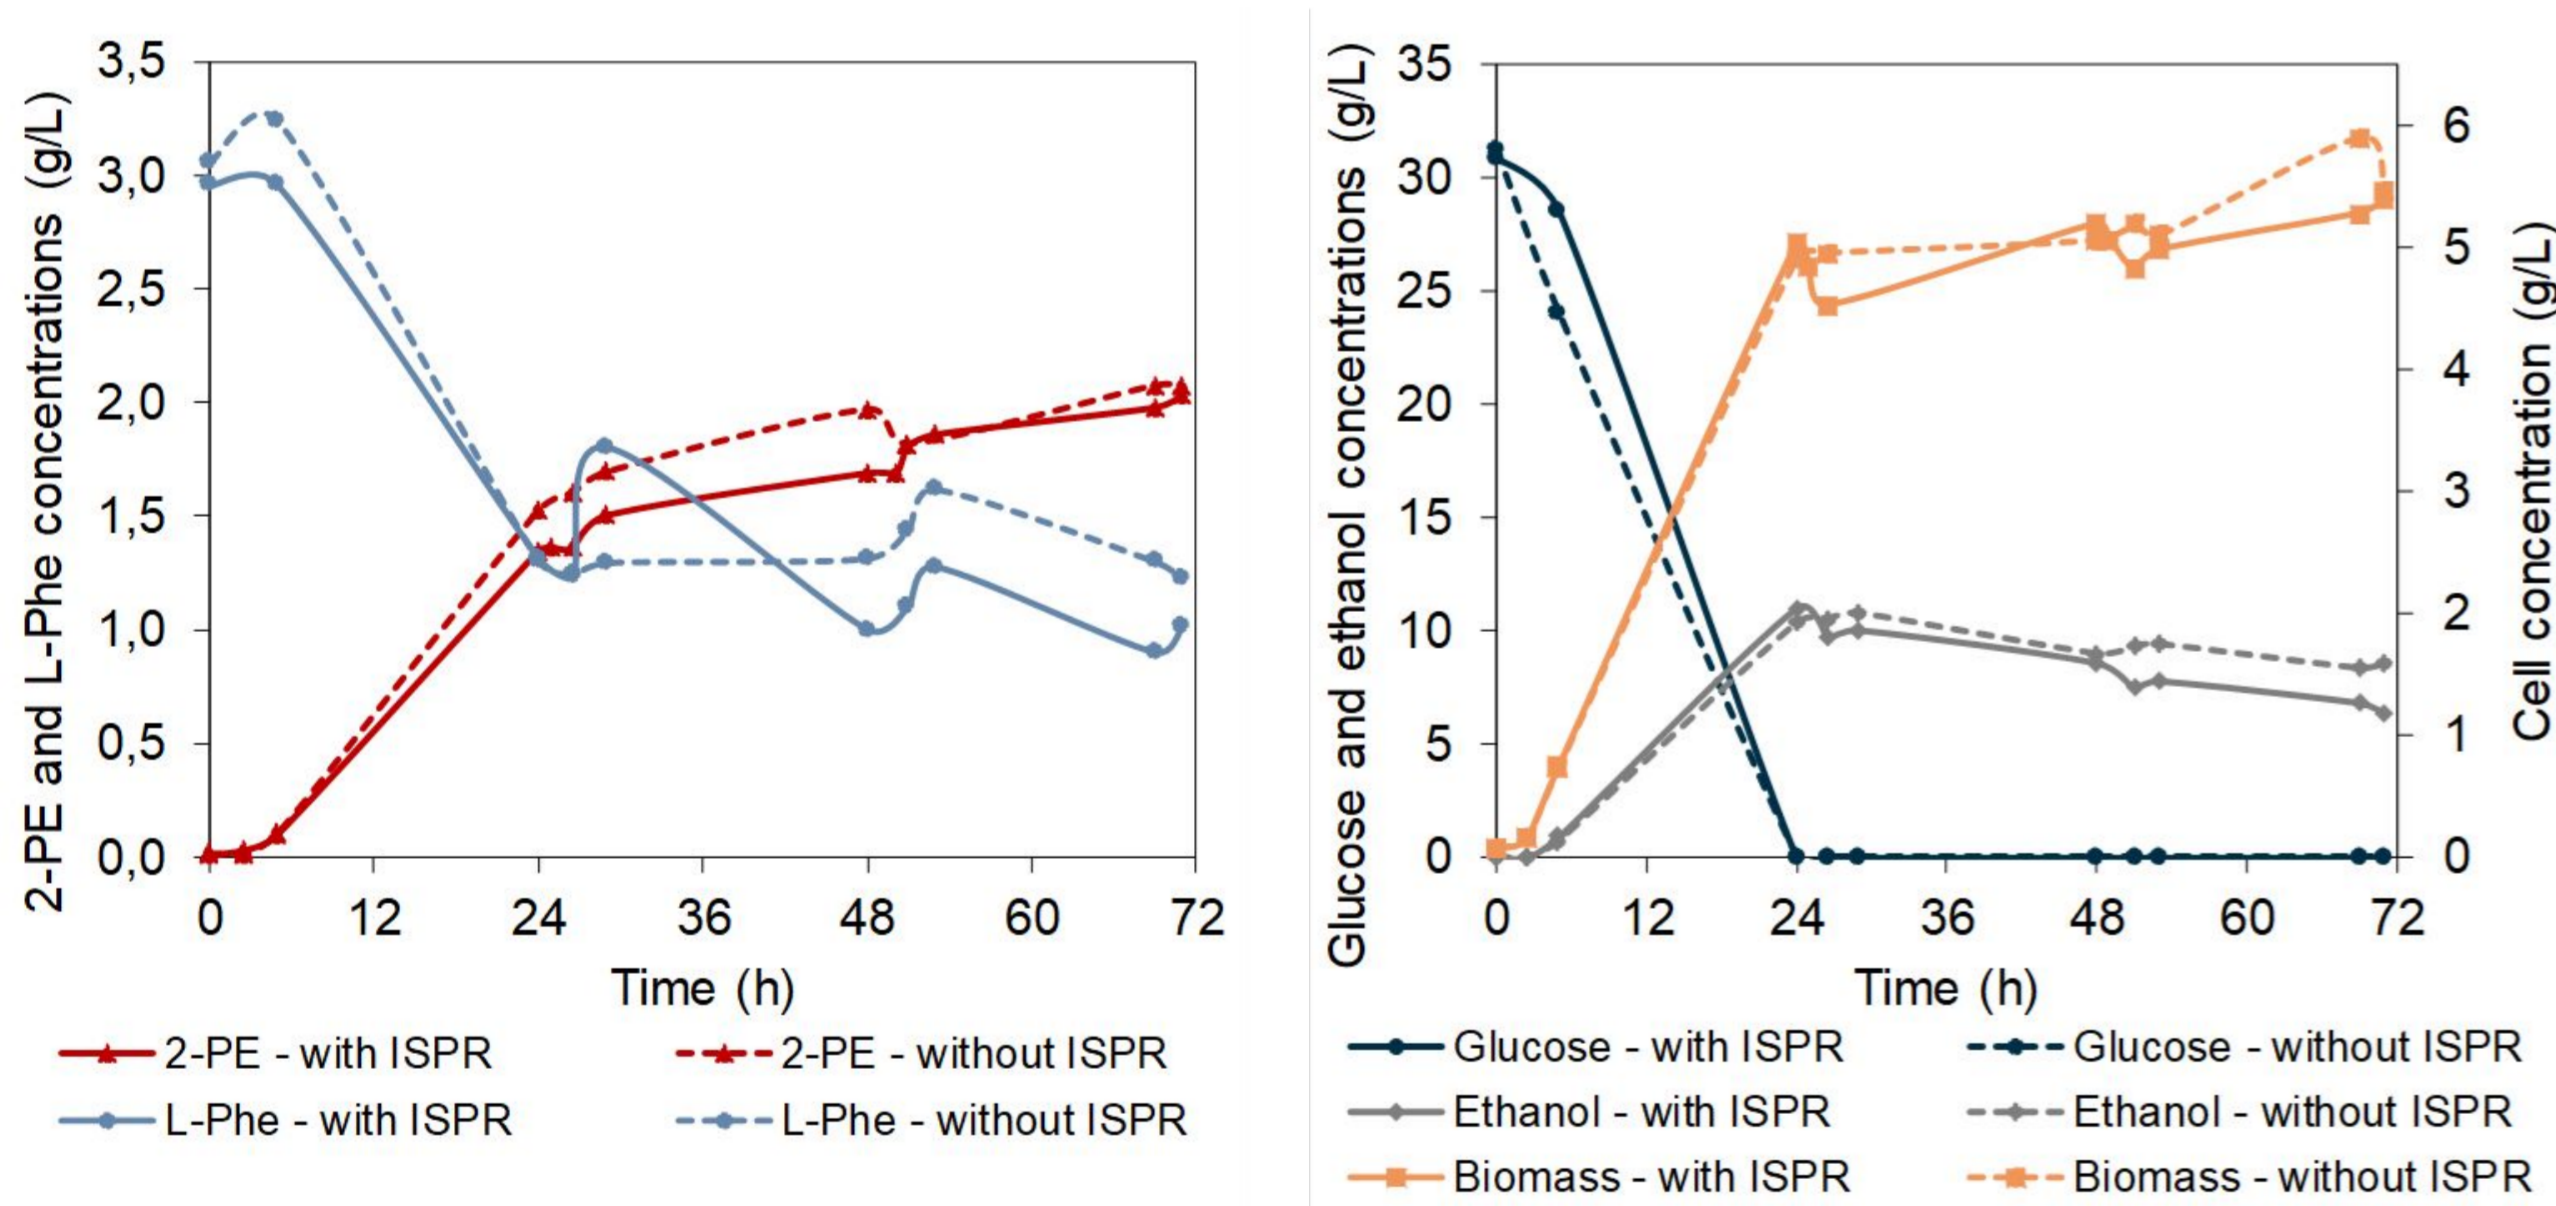 2-PE and L-Phe concentrations (g/L)
3,5
3,0
2,5
2,0
1,5
1,0
0,5
0,0
0 12 24 36 48 60 72
Time (h)
2-PE - with ISPR 2-PE - without ISPR
L-Phe - with ISPR L-Phe - without ISPR
Glucose and ethanol concentrations (g/L)
35
30
25
20
15
10
5
0
6
5
4
3
2
1
0
Cell concentration (g/L)
0 12 24 36 48 60 72
Time (h)
Glucose - with ISPR Glucose - without ISPR
Ethanol - with ISPR Ethanol - without ISPR
Biomass - with ISPR Biomass - without ISPR